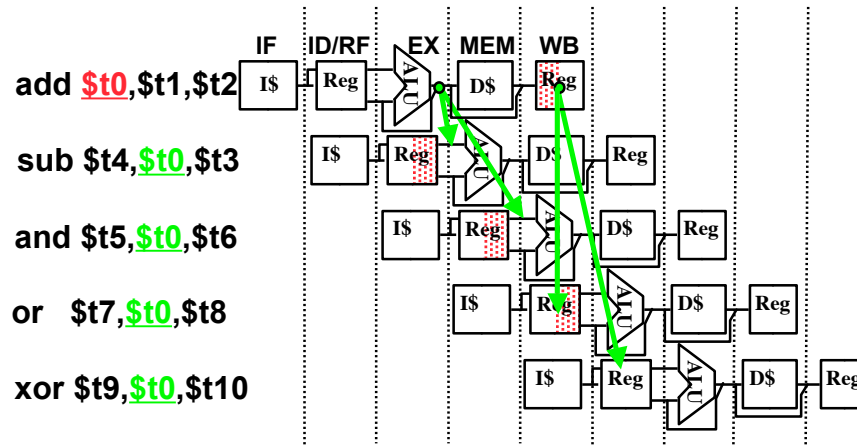 IF ID/RF EX MEM WB
add $t0,$t1,$t2 I$ Reg ALU D$ Reg
sub $t4,$t0,$t3 I$ Reg ALU D$ Reg
and $t5,$t0,$t6 I$ Reg ALU D$ Reg
or $t7,$t0,$t8 I$ Reg ALU D$ Reg
xor $t9,$t0,$t10 I$ Reg ALU D$ Reg